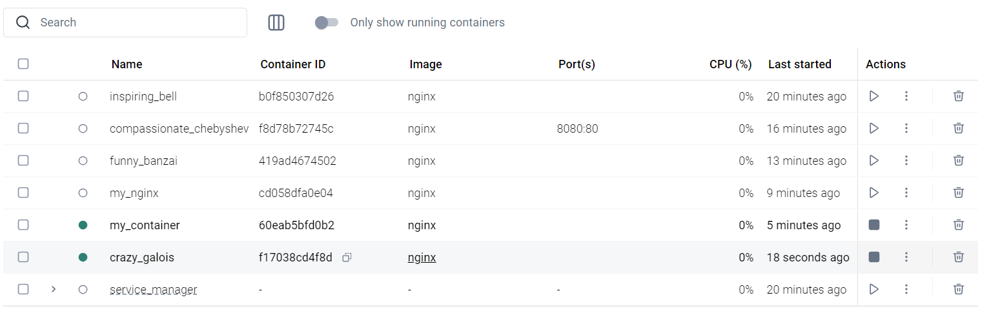 Search Only show running containers
Name Container ID Image Port(s) CPU (%) Last started Actions
inspiring_bell b0f850307d26 nginx 0% 20 minutes ago
compassionate_chebyshev f8d78b72745c nginx 8080:80 0% 16 minutes ago
funny_banzai 419ad4674502 nginx 0% 13 minutes ago
my_nginx cd058dfa0e04 nginx 0% 9 minutes ago
my_container 60eab5bfd0b2 nginx 0% 5 minutes ago
crazy_galois f17038cd4f8d nginx 0% 18 seconds ago
service_manager - - - 0% 20 minutes ago